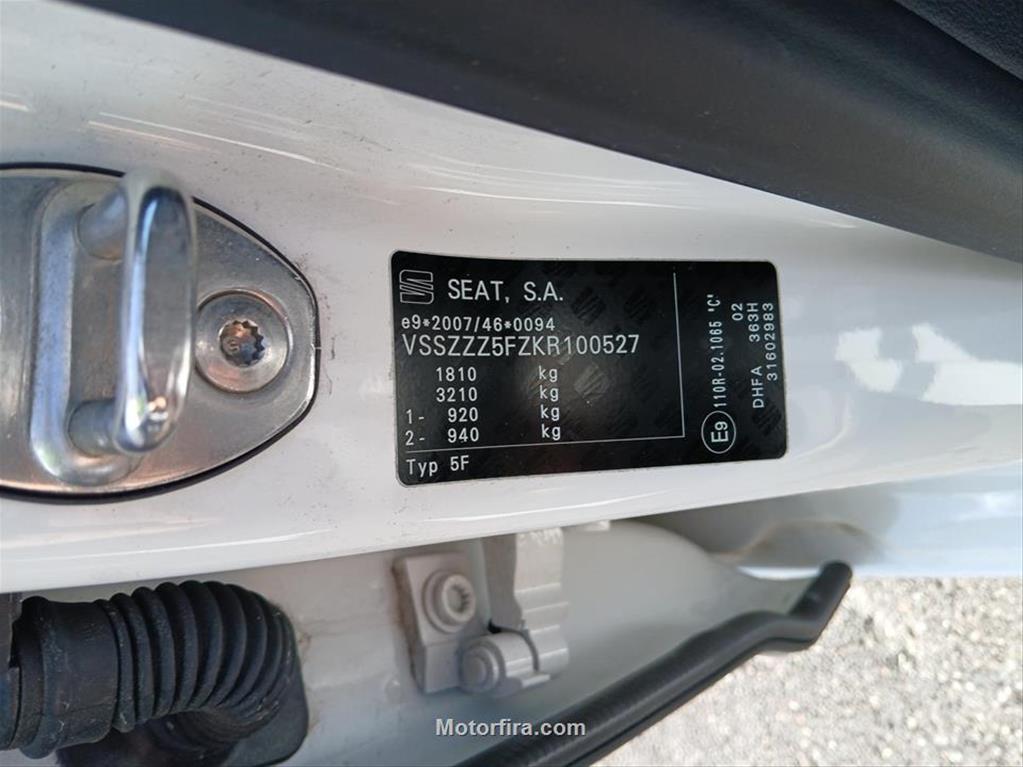 SEAT, S.A.
e9*2007/46*0094
VSSZZZ5FZKR100527
1810 kg
3210 kg
1- 920 kg
2- 940 kg
Typ 5F
E9 110R-02.1065 'C'
02
DHFA 363H
31602983
Motorfira.com